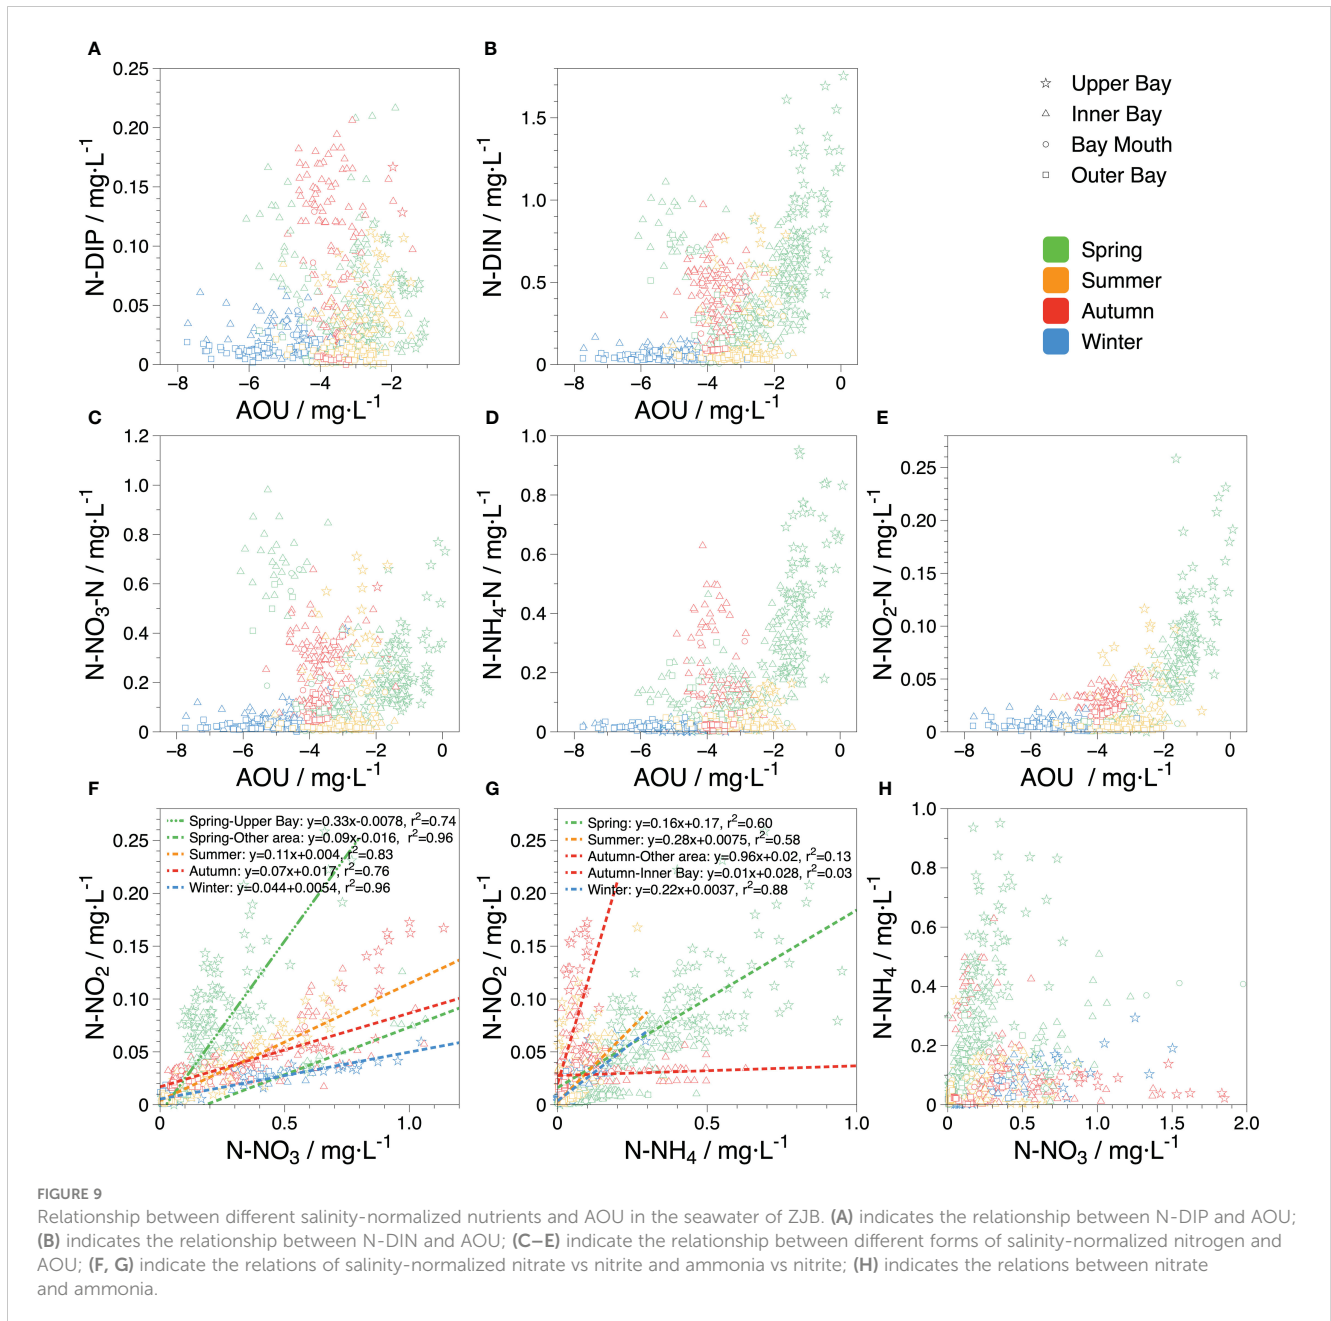 A
0.25
0.20
0.15
0.10
0.05
0
N-DIP / mg·L-1
−8 −6 −4 −2
AOU / mg·L-1
B
1.5
1.0
0.5
0
N-DIN / mg·L-1
−8 −6 −4 −2 0
AOU / mg·L-1
Upper Bay
Inner Bay
Bay Mouth
Outer Bay
Spring
Summer
Autumn
Winter
C
1.2
1.0
0.8
0.6
0.4
0.2
0
N-NO3-N / mg·L-1
−8 −6 −4 −2 0
AOU / mg·L-1
D
1.0
0.8
0.6
0.4
0.2
0
N-NH4-N / mg·L-1
−8 −6 −4 −2 0
AOU / mg·L-1
E
0.25
0.20
0.15
0.10
0.05
0
N-NO2-N / mg·L-1
−8 −6 −4 −2 0
AOU / mg·L-1
F
0.25
0.20
0.15
0.10
0.05
0
N-NO2 / mg·L-1
Spring-Upper Bay: y=0.33x-0.0078, r2=0.74
Spring-Other area: y=0.09x-0.016, r2=0.96
Summer: y=0.11x+0.004, r2=0.83
Autumn: y=0.07x+0.017, r2=0.76
Winter: y=0.044+0.0054, r2=0.96
0 0.5 1.0
N-NO3 / mg·L-1
G
0.25
0.20
0.15
0.10
0.05
0
N-NO2 / mg·L-1
Spring: y=0.16x+0.17, r2=0.60
Summer: y=0.28x+0.0075, r2=0.58
Autumn-Other area: y=0.96x+0.02, r2=0.13
Autumn-Inner Bay: y=0.01x+0.028, r2=0.03
Winter: y=0.22x+0.0037, r2=0.88
0 0.5 1.0
N-NH4 / mg·L-1
H
1.0
0.8
0.6
0.4
0.2
0
N-NH4 / mg·L-1
0 0.5 1.0 1.5 2.0
N-NO3 / mg·L-1
FIGURE 9
Relationship between different salinity-normalized nutrients and AOU in the seawater of ZJB. (A) indicates the relationship between N-DIP and AOU;
(B) indicates the relationship between N-DIN and AOU; (C–E) indicate the relationship between different forms of salinity-normalized nitrogen and
AOU; (F, G) indicate the relations of salinity-normalized nitrate vs nitrite and ammonia vs nitrite; (H) indicates the relations between nitrate
and ammonia.